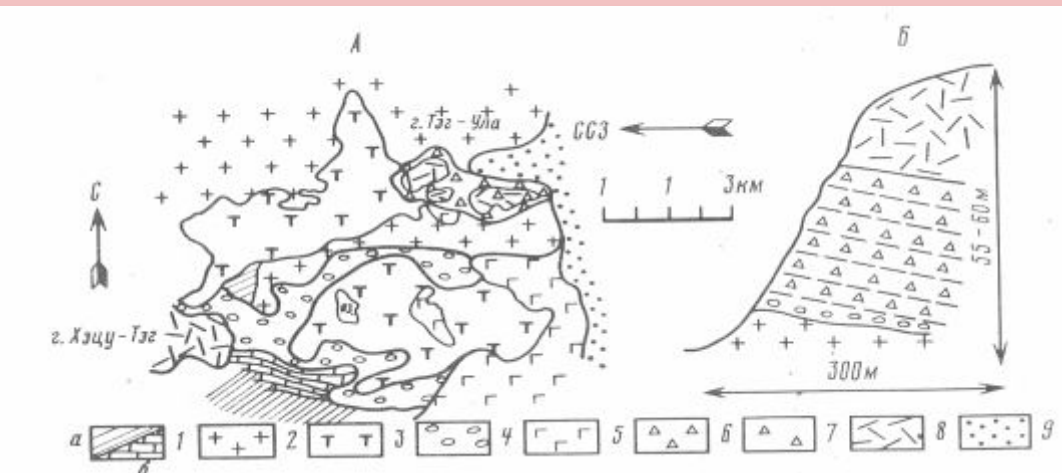 А
Б
г. Тэг-Ула
ССЗ
С
1 1 3км
55-60м
г. Хэцу-Тэг
300м
а 1 2 3 4 5 6 7 8 9
в